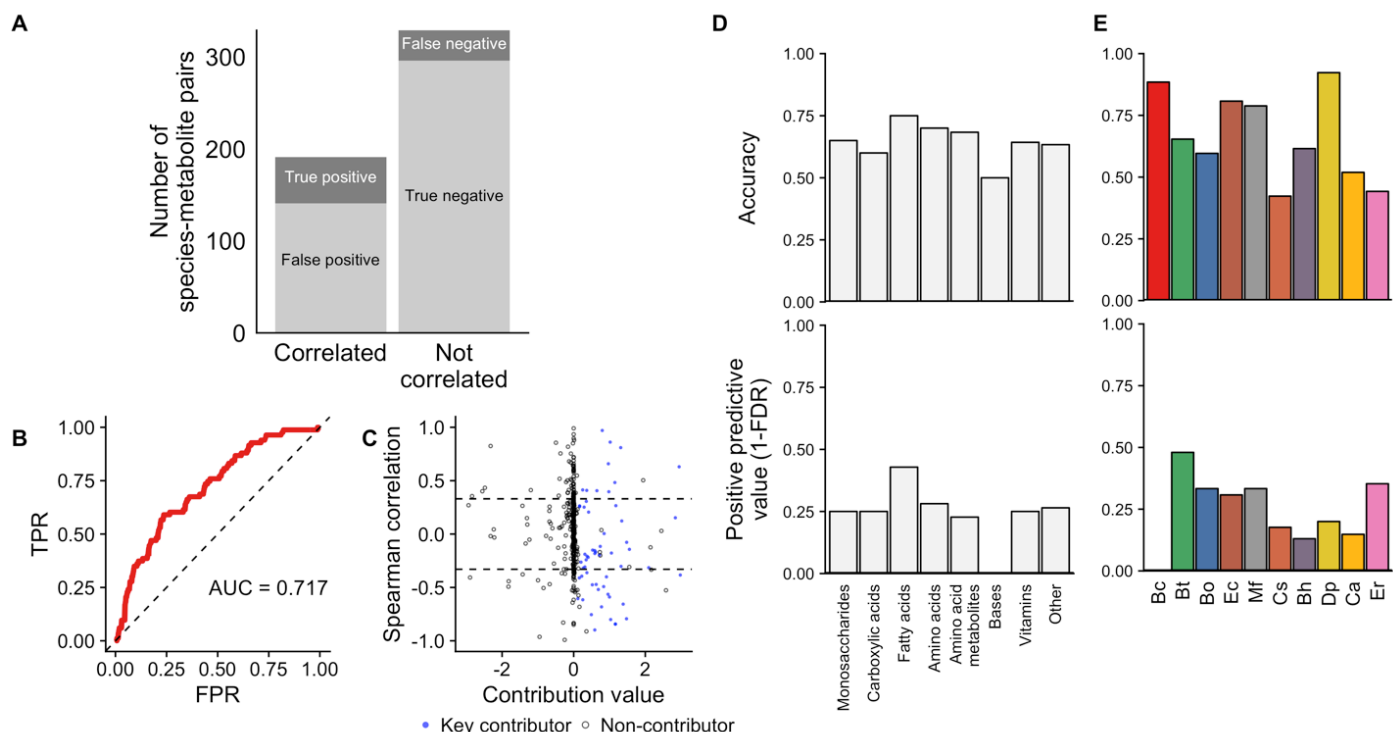 A
Number of
species-metabolite pairs
300
200
100
0
False negative
True positive
True negative
False positive
Correlated
Not
correlated
B
TPR
1.00
0.75
0.50
0.25
0.00
AUC = 0.717
0.00 0.25 0.50 0.75 1.00
FPR
C
Spearman correlation
1.0
0.5
0.0
-0.5
-1.0
-2 0 2
Contribution value
Key contributor Non-contributor
D
Accuracy
1.00
0.75
0.50
0.25
0.00
Positive predictive
value (1-FDR)
1.00
0.75
0.50
0.25
0.00
Monosaccharides
Carboxylic acids
Fatty acids
Amino acids
Amino acid
metabolites
Bases
Vitamins
Other
E
1.00
0.75
0.50
0.25
0.00
1.00
0.75
0.50
0.25
0.00
Bc
Bt
Bo
Ec
Mf
Cs
Bh
Dp
Ca
Er